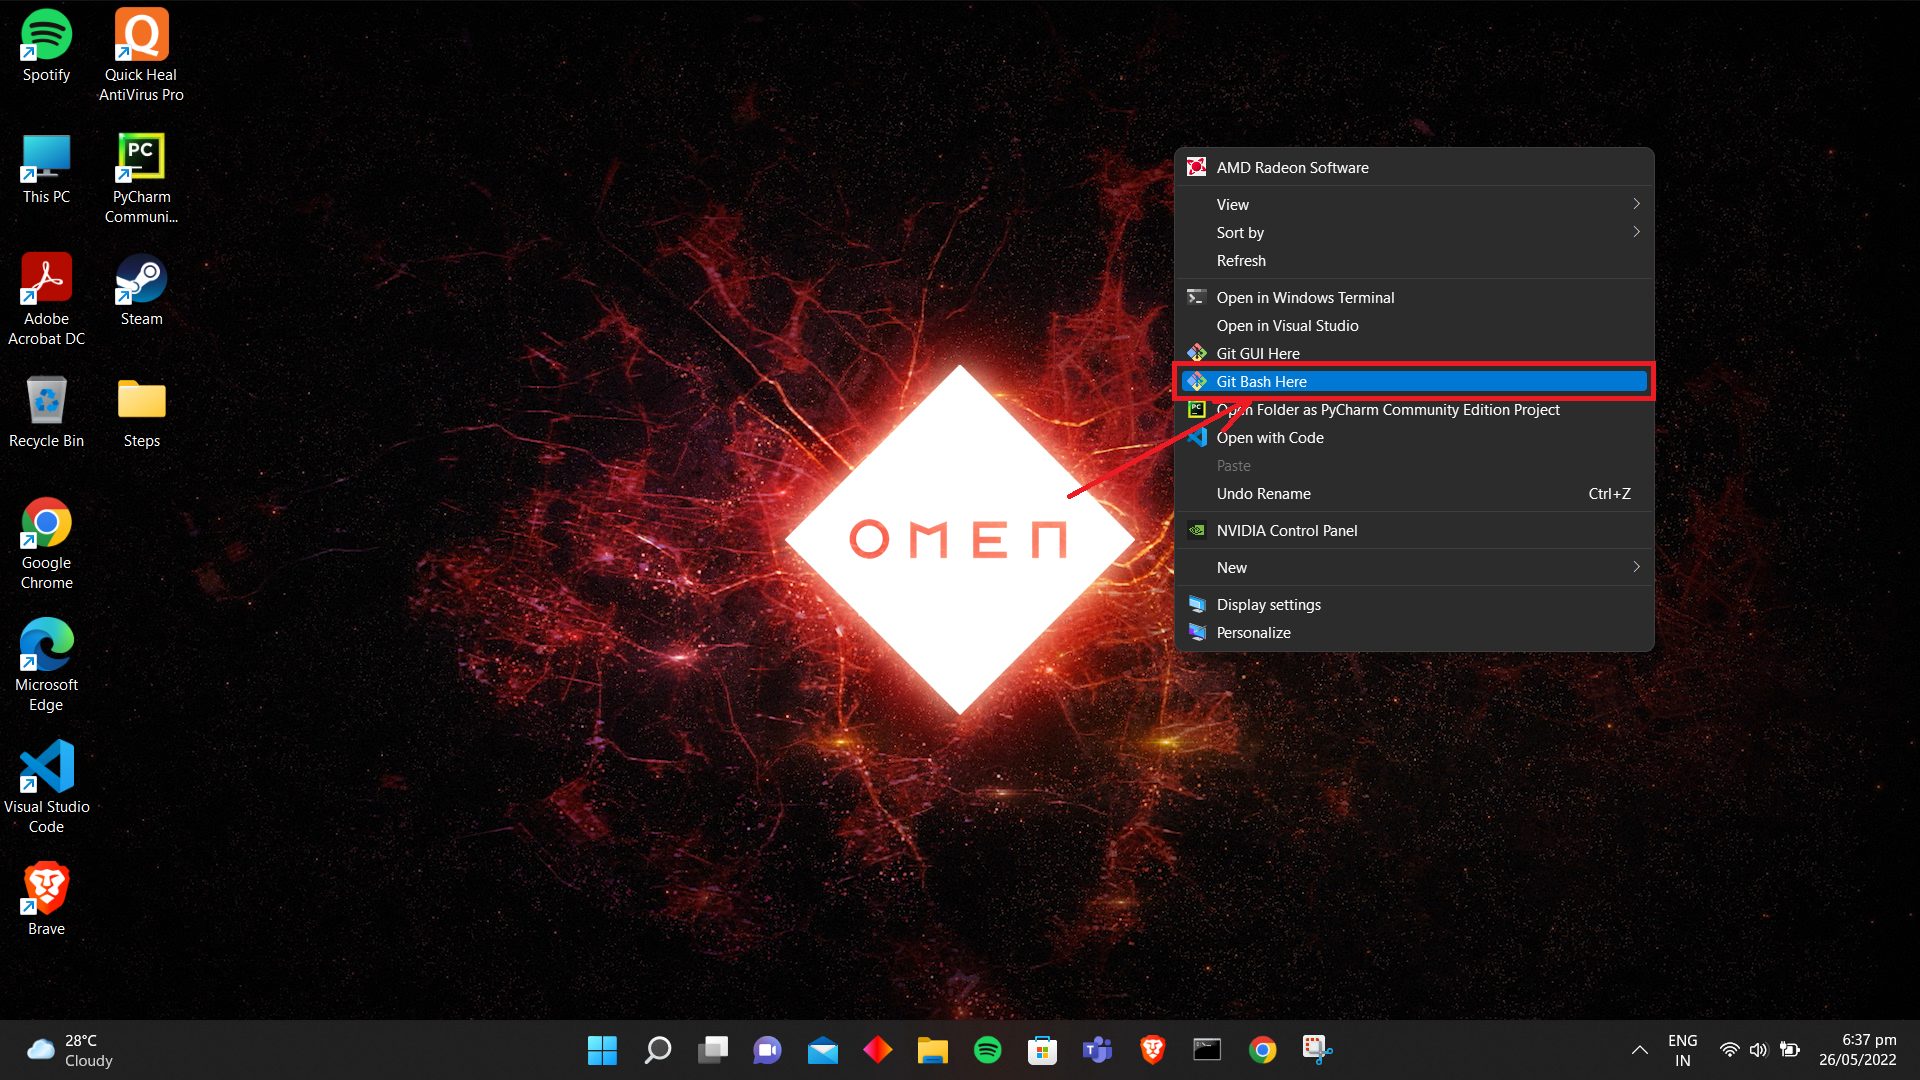 Spotify
Quick Heal
AntiVirus Pro
This PC
PC
PyCharm
Communi...
Adobe
Acrobat DC
Steam
Recycle Bin
Steps
Google
Chrome
Microsoft
Edge
Visual Studio
Code
Brave
OMEN
AMD Radeon Software
View
Sort by
Refresh
Open in Windows Terminal
Open in Visual Studio
Git GUI Here
Git Bash Here
PC
Open Folder as PyCharm Community Edition Project
Open with Code
Paste
Undo Rename Ctrl+Z
NVIDIA Control Panel
New
Display settings
Personalize
28°C
Cloudy
ENG
IN
6:37 pm
26/05/2022